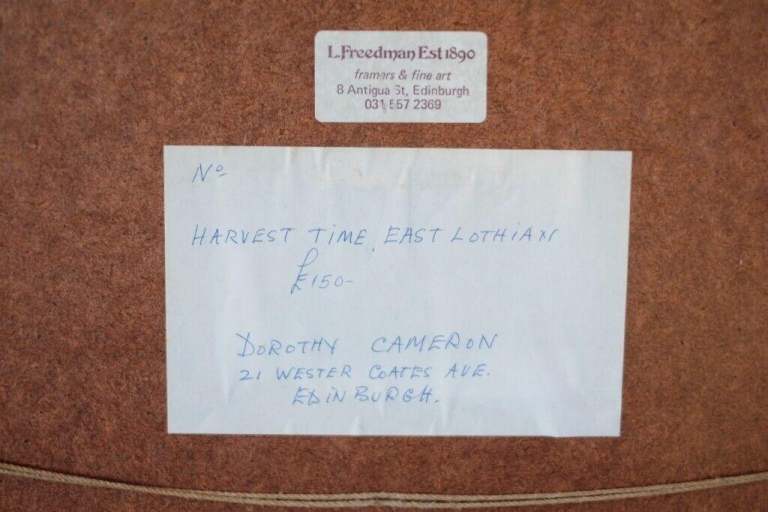 L.Freedman Est 1890
framers & fine art
8 Antigua St, Edinburgh
031 557 2369
No
HARVEST TIME, EAST LOTHIAN
£150-
DOROTHY CAMERON
21 WESTER COATES AVE.
EDINBURGH.